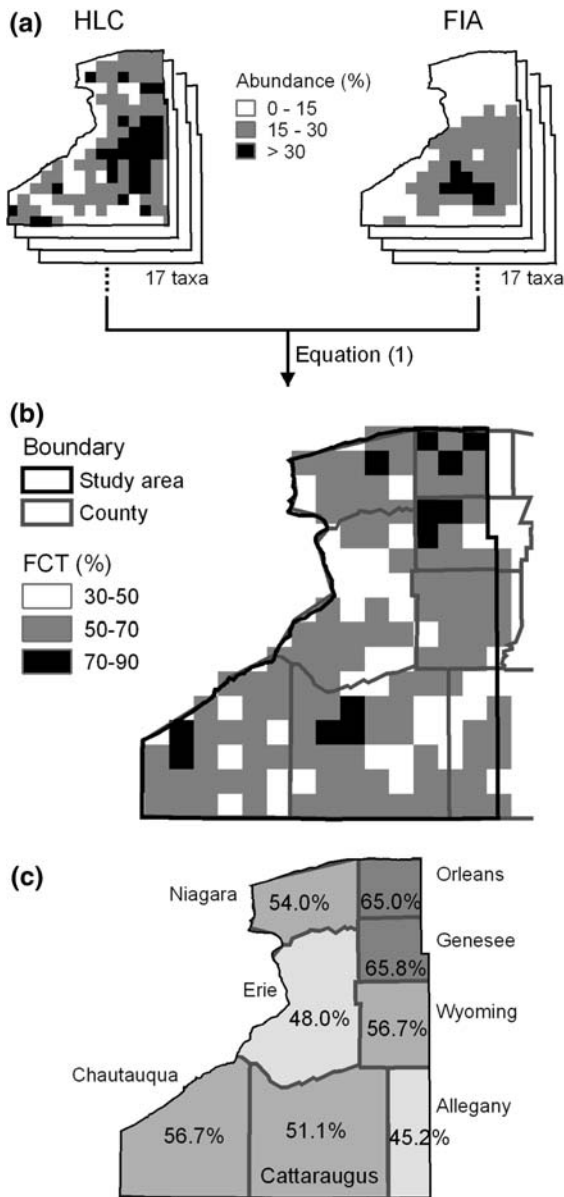 (a)
HLC
FIA
Abundance (%)
0 - 15
15 - 30
> 30
17 taxa
17 taxa
Equation (1)
(b)
Boundary
Study area
County
FCT (%)
30-50
50-70
70-90
(c)
Niagara
54.0%
Orleans
65.0%
Genesee
65.8%
Erie
48.0%
Wyoming
56.7%
Chautauqua
56.7%
51.1%
Cattaraugus
Allegany
45.2%